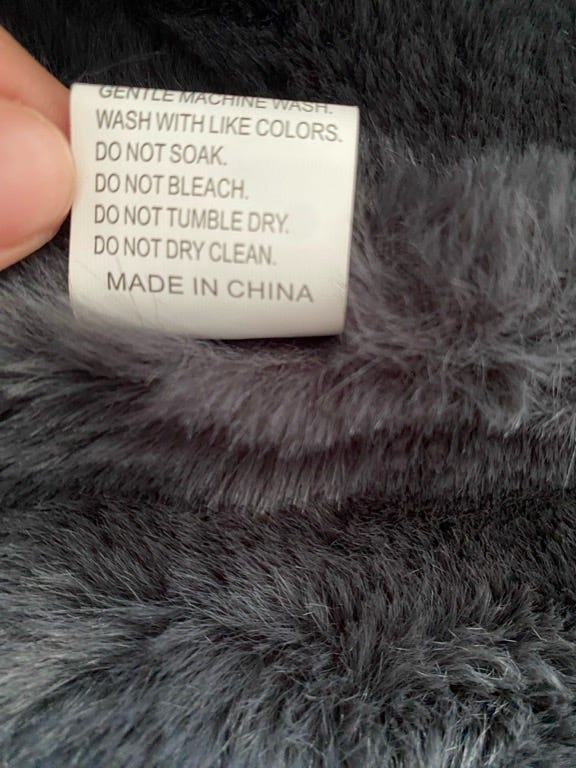 GENTLE MACHINE WASH.
WASH WITH LIKE COLORS.
DO NOT SOAK.
DO NOT BLEACH.
DO NOT TUMBLE DRY.
DO NOT DRY CLEAN.
MADE IN CHINA